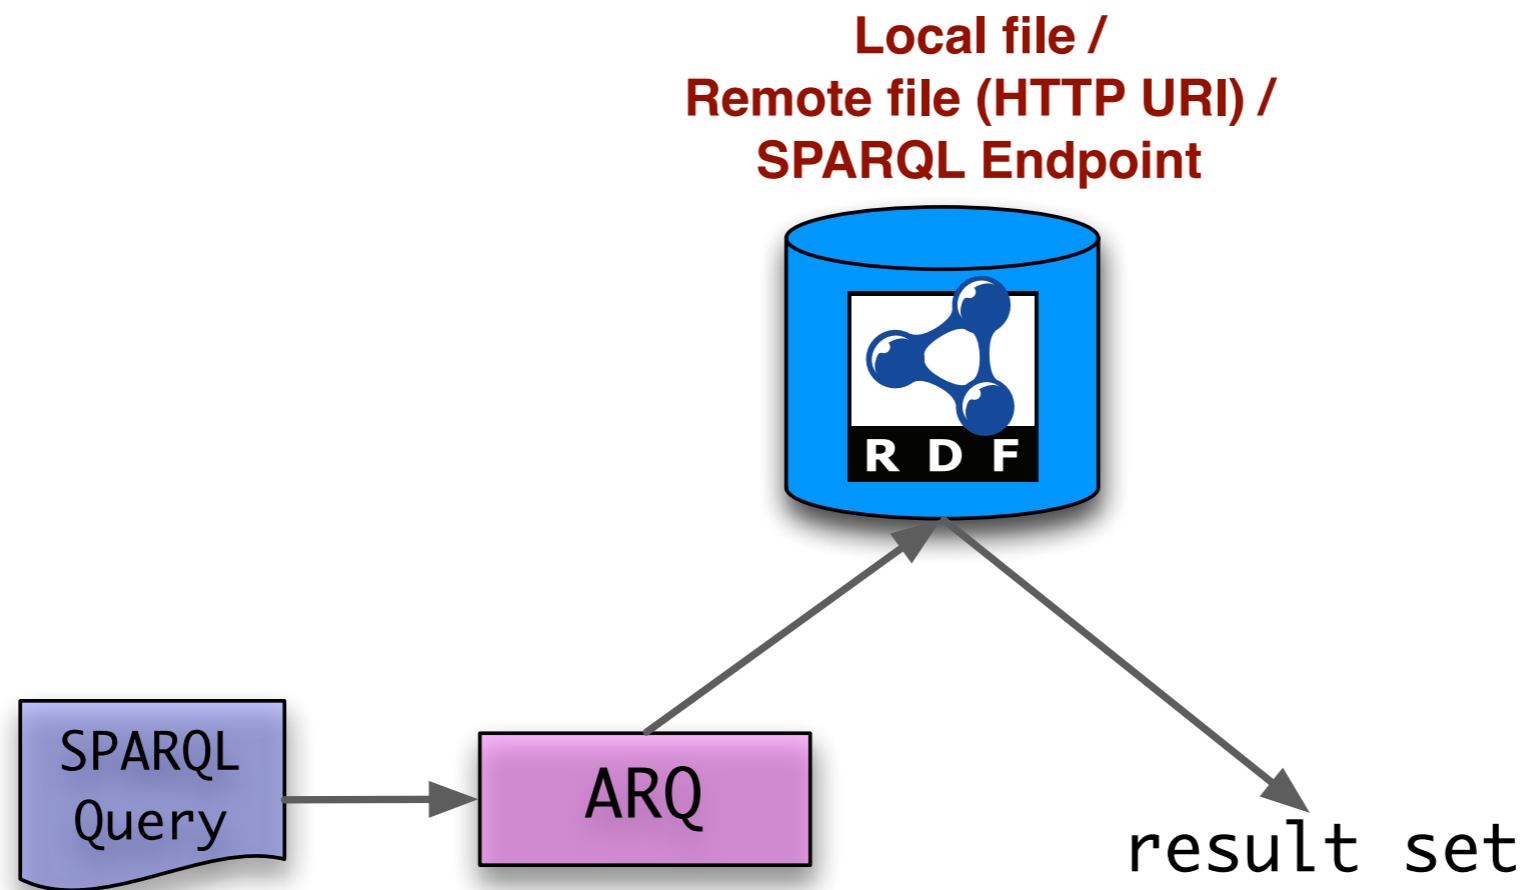 Local file /
Remote file (HTTP URI) /
SPARQL Endpoint
R D F
SPARQL
Query
ARQ
result set